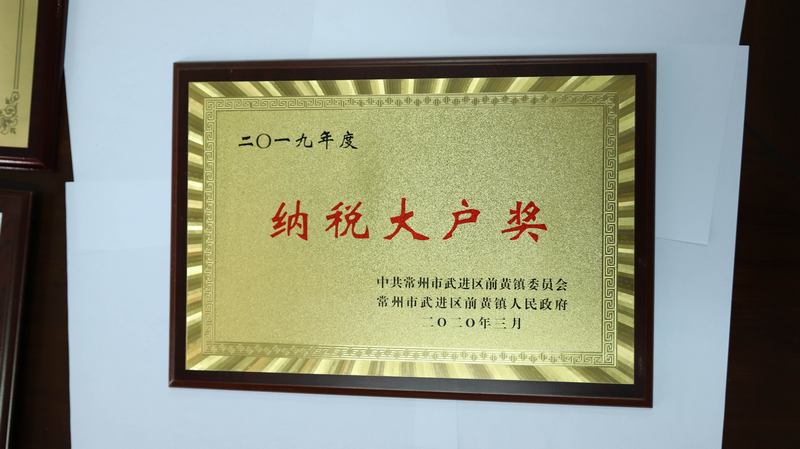 二〇一九年度
纳税大户奖
中共常州市武进区前黄镇委员会
常州市武进区前黄镇人民政府
二〇二〇年三月